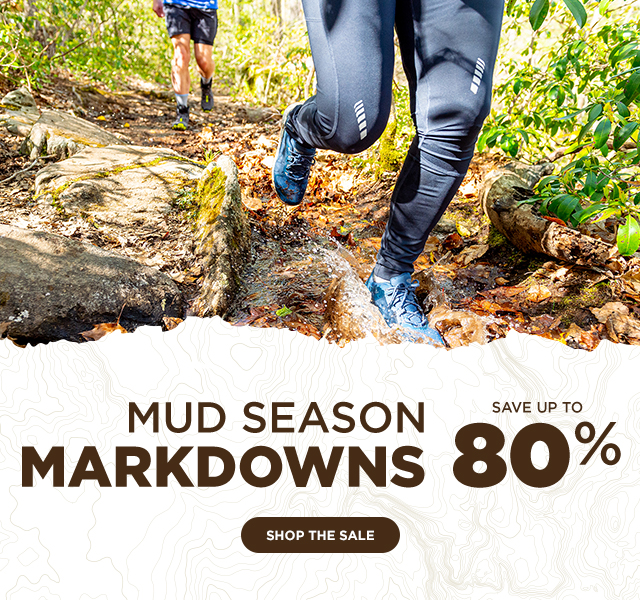 MUD SEASON
MARKDOWNS
SAVE UP TO
80%
SHOP THE SALE